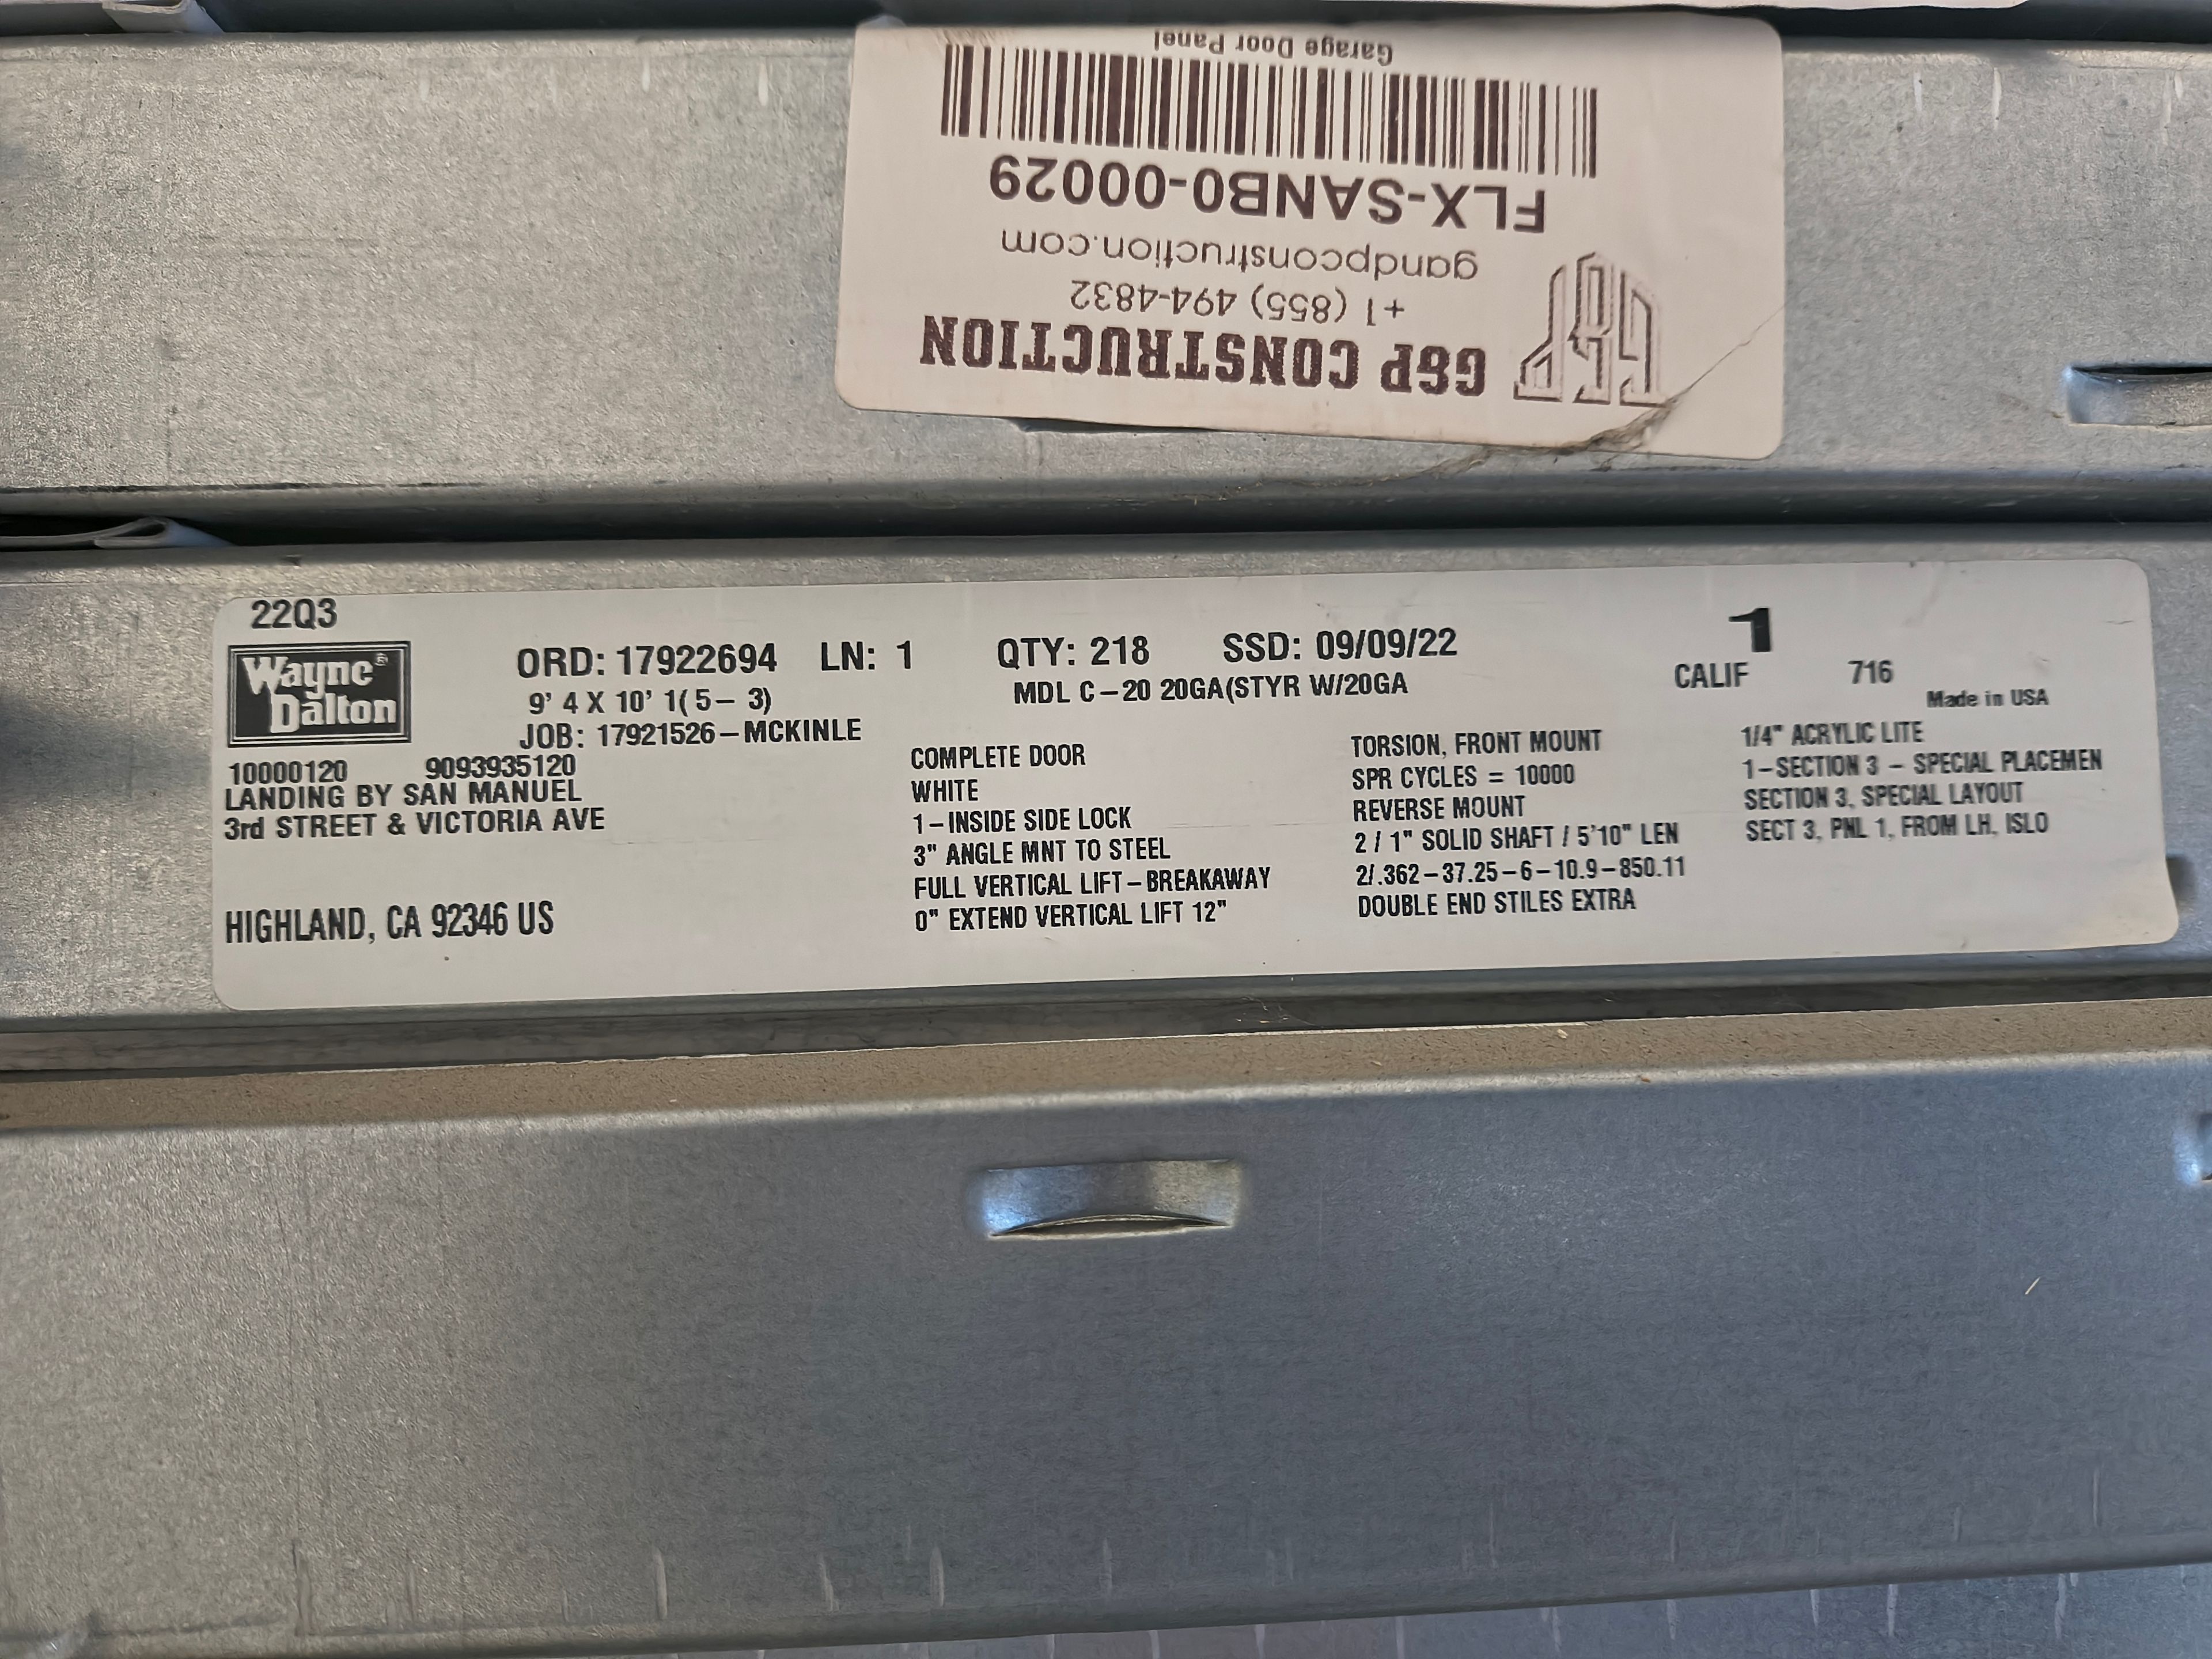 G&P CONSTRUCTION
+1 (855) 494-4832
gandpconstruction.com
FLX-SANB0-00029
Garage Door Panel
22Q3
Wayne® Dalton
ORD: 17922694 LN: 1 QTY: 218 SSD: 09/09/22
1
9' 4 X 10' 1( 5- 3) MDL C-20 20GA(STYR W/20GA
CALIF 716
Made in USA
JOB: 17921526-MCKINLE
10000120 9093935120
LANDING BY SAN MANUEL
3rd STREET & VICTORIA AVE
HIGHLAND, CA 92346 US
COMPLETE DOOR
WHITE
1-INSIDE SIDE LOCK
3" ANGLE MNT TO STEEL
FULL VERTICAL LIFT-BREAKAWAY
0" EXTEND VERTICAL LIFT 12"
TORSION, FRONT MOUNT
SPR CYCLES = 10000
REVERSE MOUNT
2 / 1" SOLID SHAFT / 5'10" LEN
2/.362-37.25-6-10.9-850.11
DOUBLE END STILES EXTRA
1/4" ACRYLIC LITE
1-SECTION 3 - SPECIAL PLACEMEN
SECTION 3, SPECIAL LAYOUT
SECT 3, PNL 1, FROM LH, ISLO